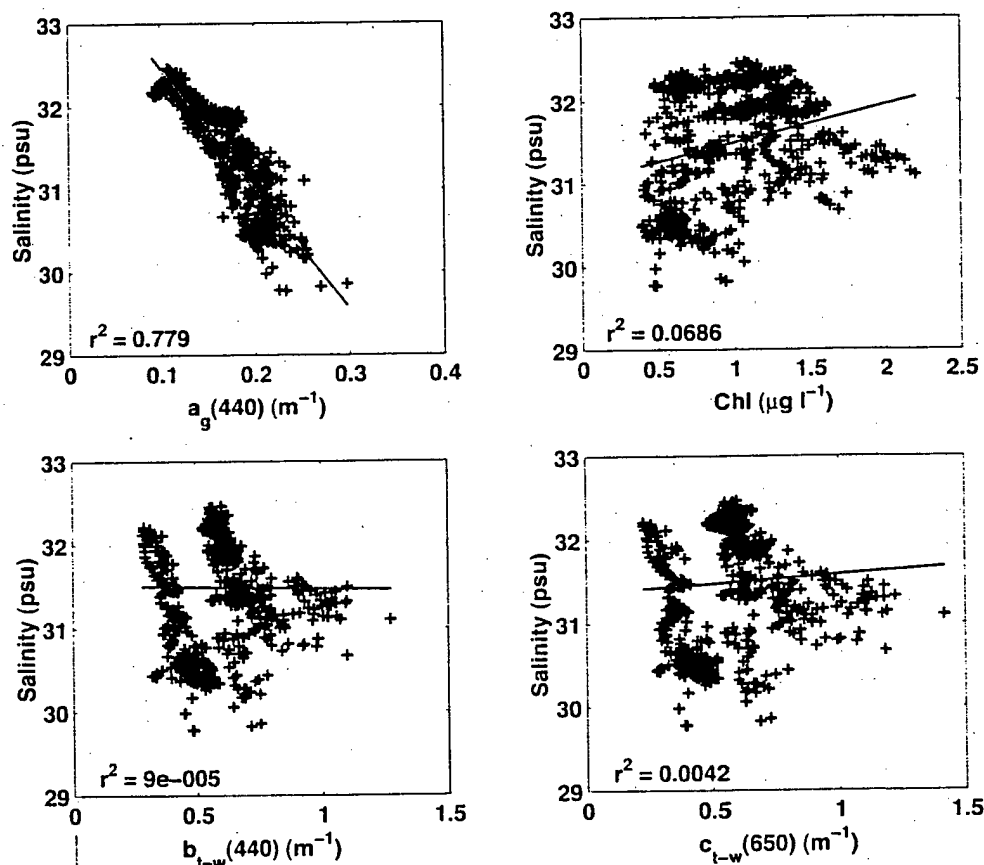 33
32
31
30
29
Salinity (psu)
r² = 0.779
0 0.1 0.2 0.3 0.4
a_g(440) (m⁻¹)
33
32
31
30
29
Salinity (psu)
r² = 0.0686
0 0.5 1 1.5 2 2.5
Chl (μg l⁻¹)
33
32
31
30
29
Salinity (psu)
r² = 9e−005
0 0.5 1 1.5
b_t−w(440) (m⁻¹)
33
32
31
30
29
Salinity (psu)
r² = 0.0042
0 0.5 1 1.5
c_t−w(650) (m⁻¹)